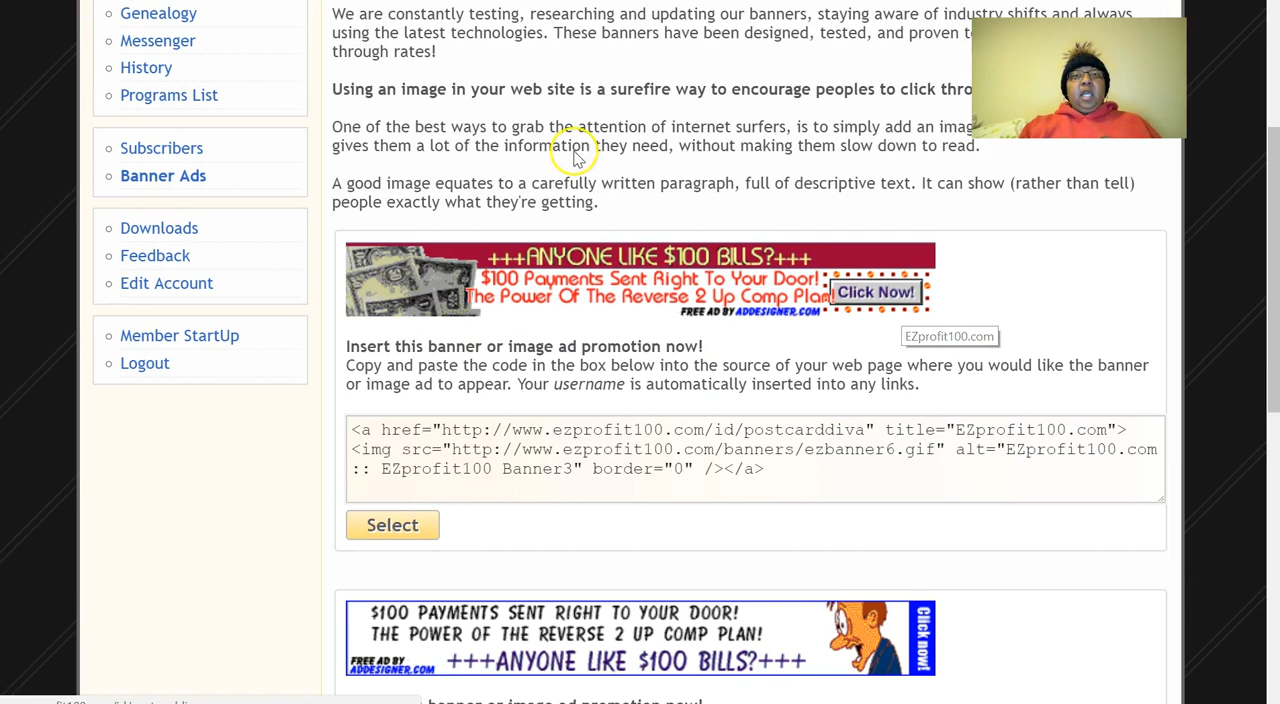 Genealogy
Messenger
History
Programs List
Subscribers
Banner Ads
Downloads
Feedback
Edit Account
Member StartUp
Logout
We are constantly testing, researching and updating our banners, staying aware of industry shifts and always
using the latest technologies. These banners have been designed, tested, and proven
through rates!
Using an image in your web site is a surefire way to encourage peoples to click
One of the best ways to grab the attention of internet surfers, is to simply add an
gives them a lot of the information they need, without making them slow down to read.
A good image equates to a carefully written paragraph, full of descriptive text. It can show (rather than tell)
people exactly what they're getting.
+++ANYONE LIKE $100 BILLS?+++
$100 Payments Sent Right To Your Door!
The Power Of The Reverse 2 Up Comp Plan!
Click Now!
FREE AD BY ADDESIGNER.COM
EZprofit100.com
Insert this banner or image ad promotion now!
Copy and paste the code in the box below into the source of your web page where you would like the banner
or image ad to appear. Your username is automatically inserted into any links.
<a href="http://www.ezprofit100.com/id/postcarddiva" title="EZprofit100.com">
<img src="http://www.ezprofit100.com/banners/ezbanner6.gif" alt="EZprofit100.com
:: EZprofit100 Banner3" border="0" /></a>
Select
$100 PAYMENTS SENT RIGHT TO YOUR DOOR!
THE POWER OF THE REVERSE 2 UP COMP PLAN!
FREE AD BY
ADDESIGNER.COM
+++ANYONE LIKE $100 BILLS?+++
Click now!
banner or image ad promotion now!